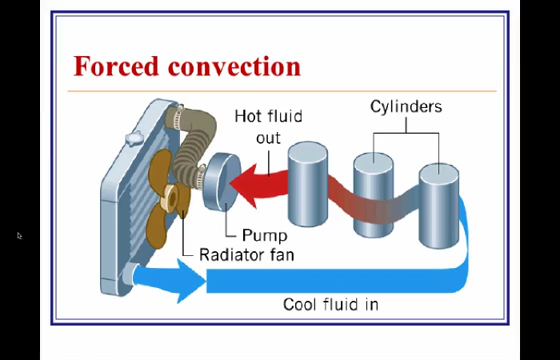 Forced convection
Cylinders
Hot fluid
out
Pump
Radiator fan
Cool fluid in